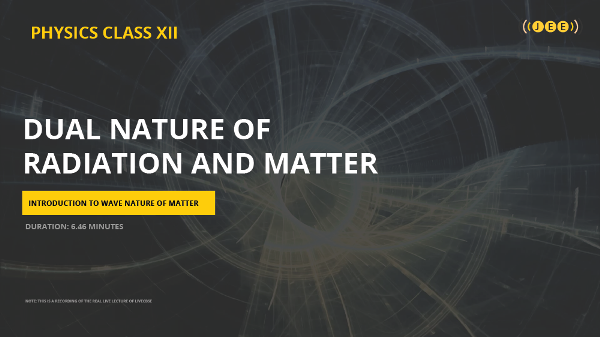 PHYSICS CLASS XII
JEE
DUAL NATURE OF
RADIATION AND MATTER
INTRODUCTION TO WAVE NATURE OF MATTER
DURATION: 6.46 MINUTES
NOTE: THIS IS A RECORDING OF THE REAL LIVE LECTURE OF LIVECORE